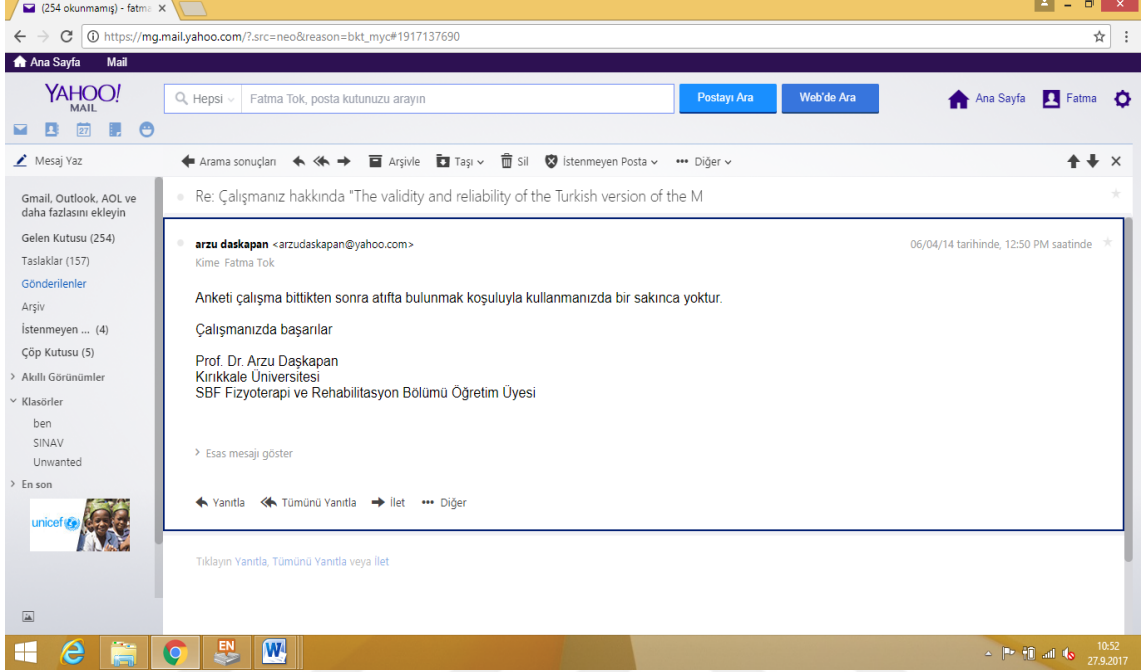 (254 okunmamış) - fatma
https://mg.mail.yahoo.com/?.src=neo&reason=bkt_myc#1917137690
Ana Sayfa Mail
YAHOO!
MAIL
Hepsi Fatma Tok, posta kutunuzu arayın Postayı Ara Web'de Ara Ana Sayfa Fatma
27
Mesaj Yaz Arama sonuçları Arşivle Taşı Sil İstenmeyen Posta Diğer
Gmail, Outlook, AOL ve
daha fazlasını ekleyin
Gelen Kutusu (254)
Taslaklar (157)
Gönderilenler
Arşiv
İstenmeyen ... (4)
Çöp Kutusu (5)
Akıllı Görünümler
Klasörler
ben
SINAV
Unwanted
En son
unicef
Re: Çalışmanız hakkında "The validity and reliability of the Turkish version of the M
arzu daskapan <arzudaskapan@yahoo.com> 06/04/14 tarihinde, 12:50 PM saatinde
Kime Fatma Tok
Anketi çalışma bittikten sonra atıfta bulunmak koşuluyla kullanmanızda bir sakınca yoktur.
Çalışmanızda başarılar
Prof. Dr. Arzu Daşkapan
Kırıkkale Üniversitesi
SBF Fizyoterapi ve Rehabilitasyon Bölümü Öğretim Üyesi
Esas mesajı göster
Yanıtla Tümünü Yanıtla İlet Diğer
Tıklayın Yanıtla, Tümünü Yanıtla veya İlet
EN
10:52
27.9.2017